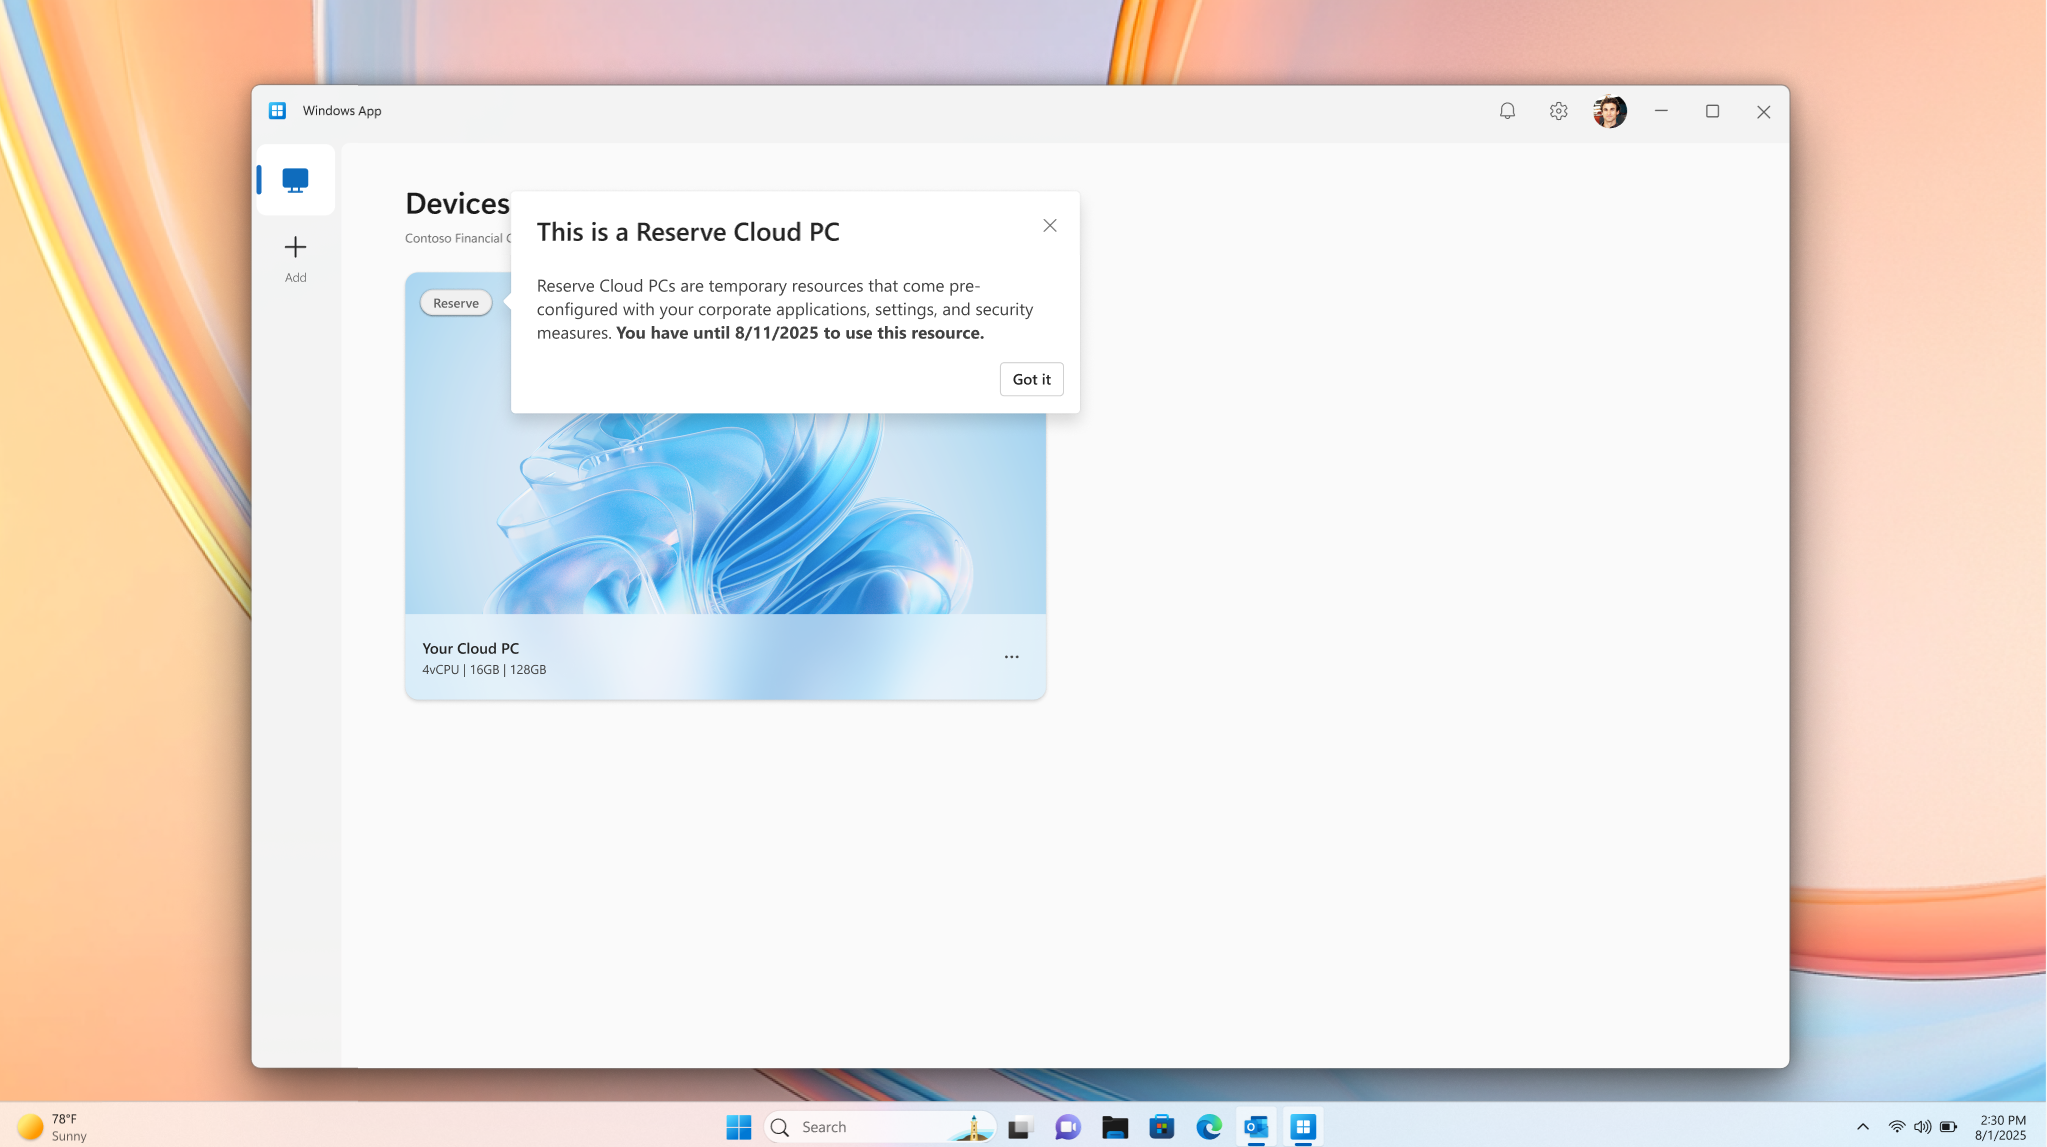 Windows App
Devices
Contoso Financial
Add
This is a Reserve Cloud PC
Reserve Cloud PCs are temporary resources that come pre-
configured with your corporate applications, settings, and security
measures. You have until 8/11/2025 to use this resource.
Got it
Reserve
Your Cloud PC
4vCPU | 16GB | 128GB
78°F
Sunny
Search
2:30 PM
8/1/2025